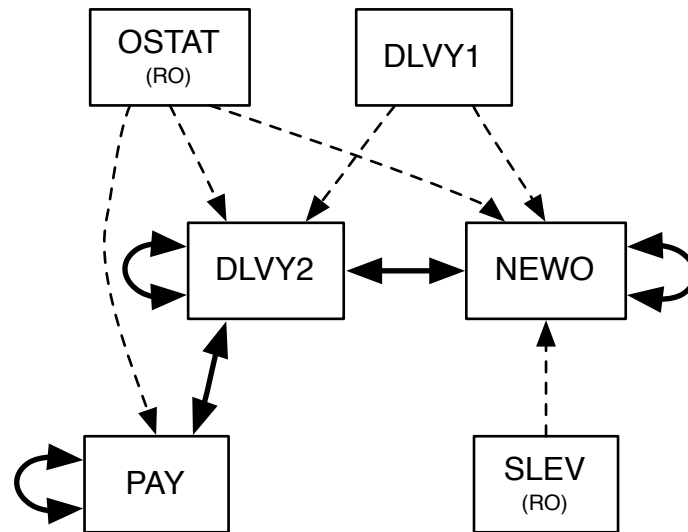 OSTAT
(RO)
DLVY1
DLVY2
NEWO
PAY
SLEV
(RO)